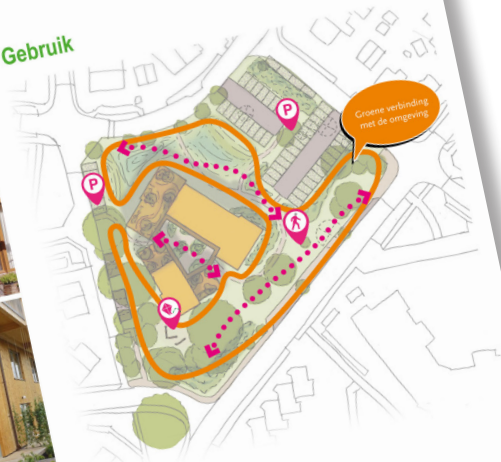 Gebruik
P
Groene verbinding
met de omgeving
P